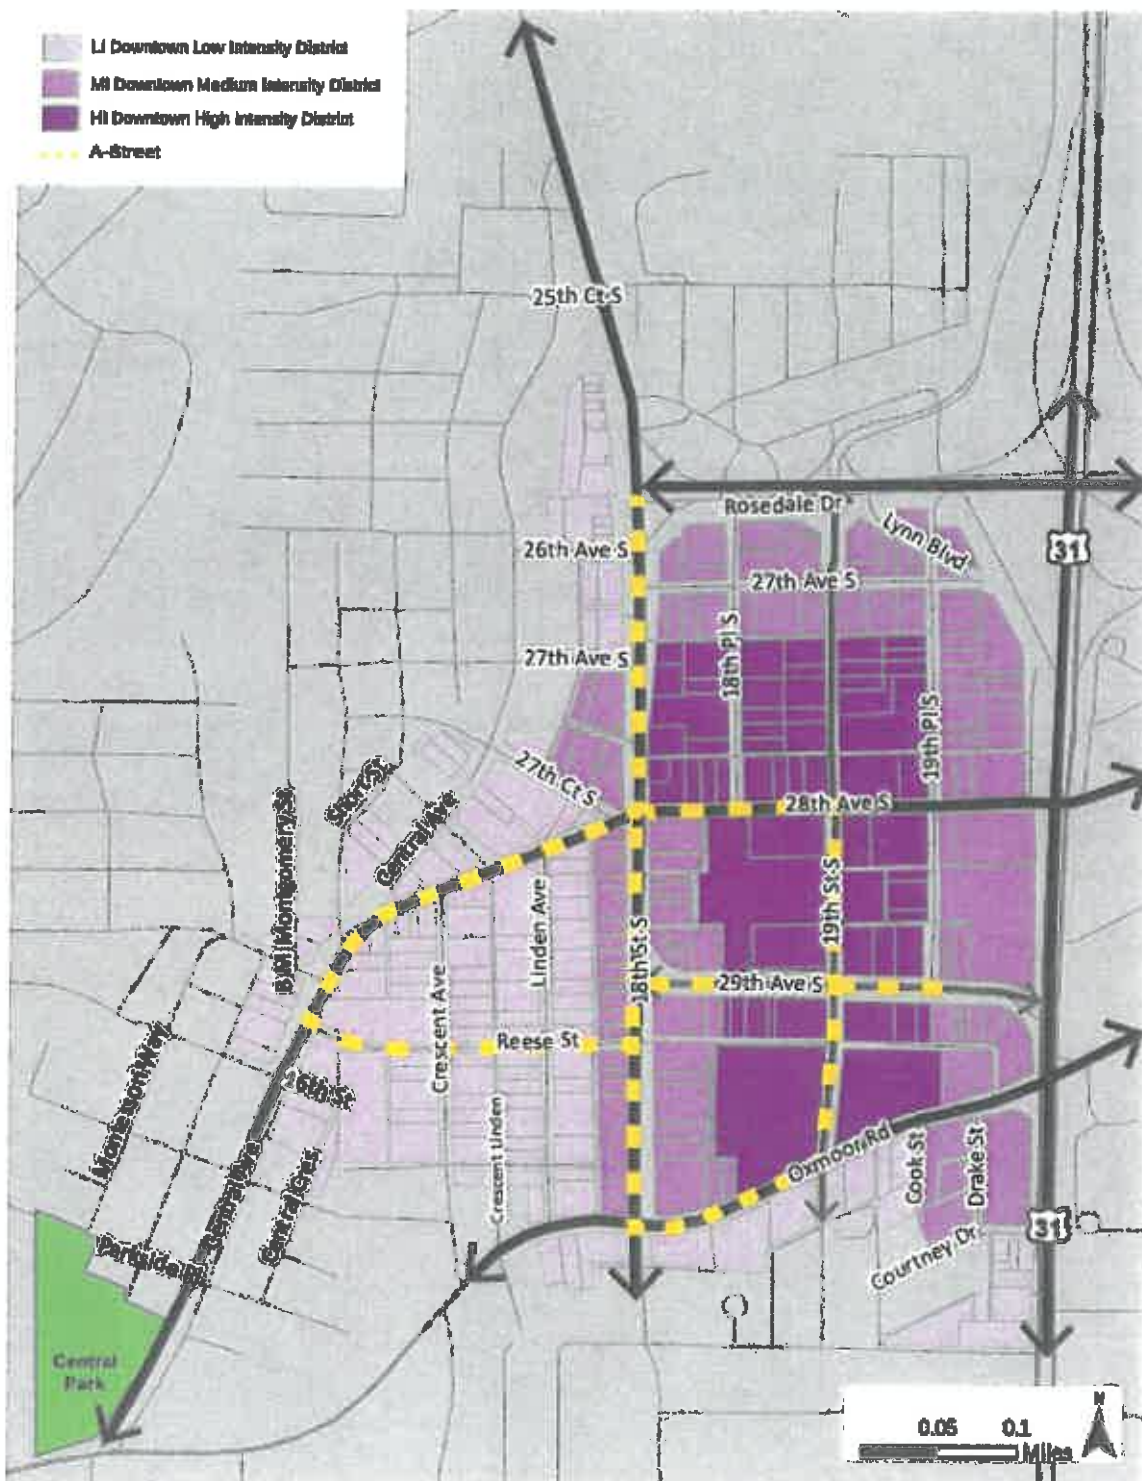 LI Downtown Low Intensity District
MI Downtown Medium Intensity District
HI Downtown High Intensity District
A-Street
25th Ct S
Rosedale Dr
Lynn Blvd
31
26th Ave S
27th Ave S
18th Pl S
27th Ave S
19th Pl S
27th Ct S
Short St
Central Ave
28th Ave S
BM Montgomery St
Linden Ave
19th St S
18th St S
29th Ave S
Crescent Ave
Reese St
26th St
Crescent Linden
Oxmoor Rd
Cook St
Drake St
Central Ave
Central Cres
Parkside
Courtney Dr
31
Central
Park
N
0.05 0.1
Miles